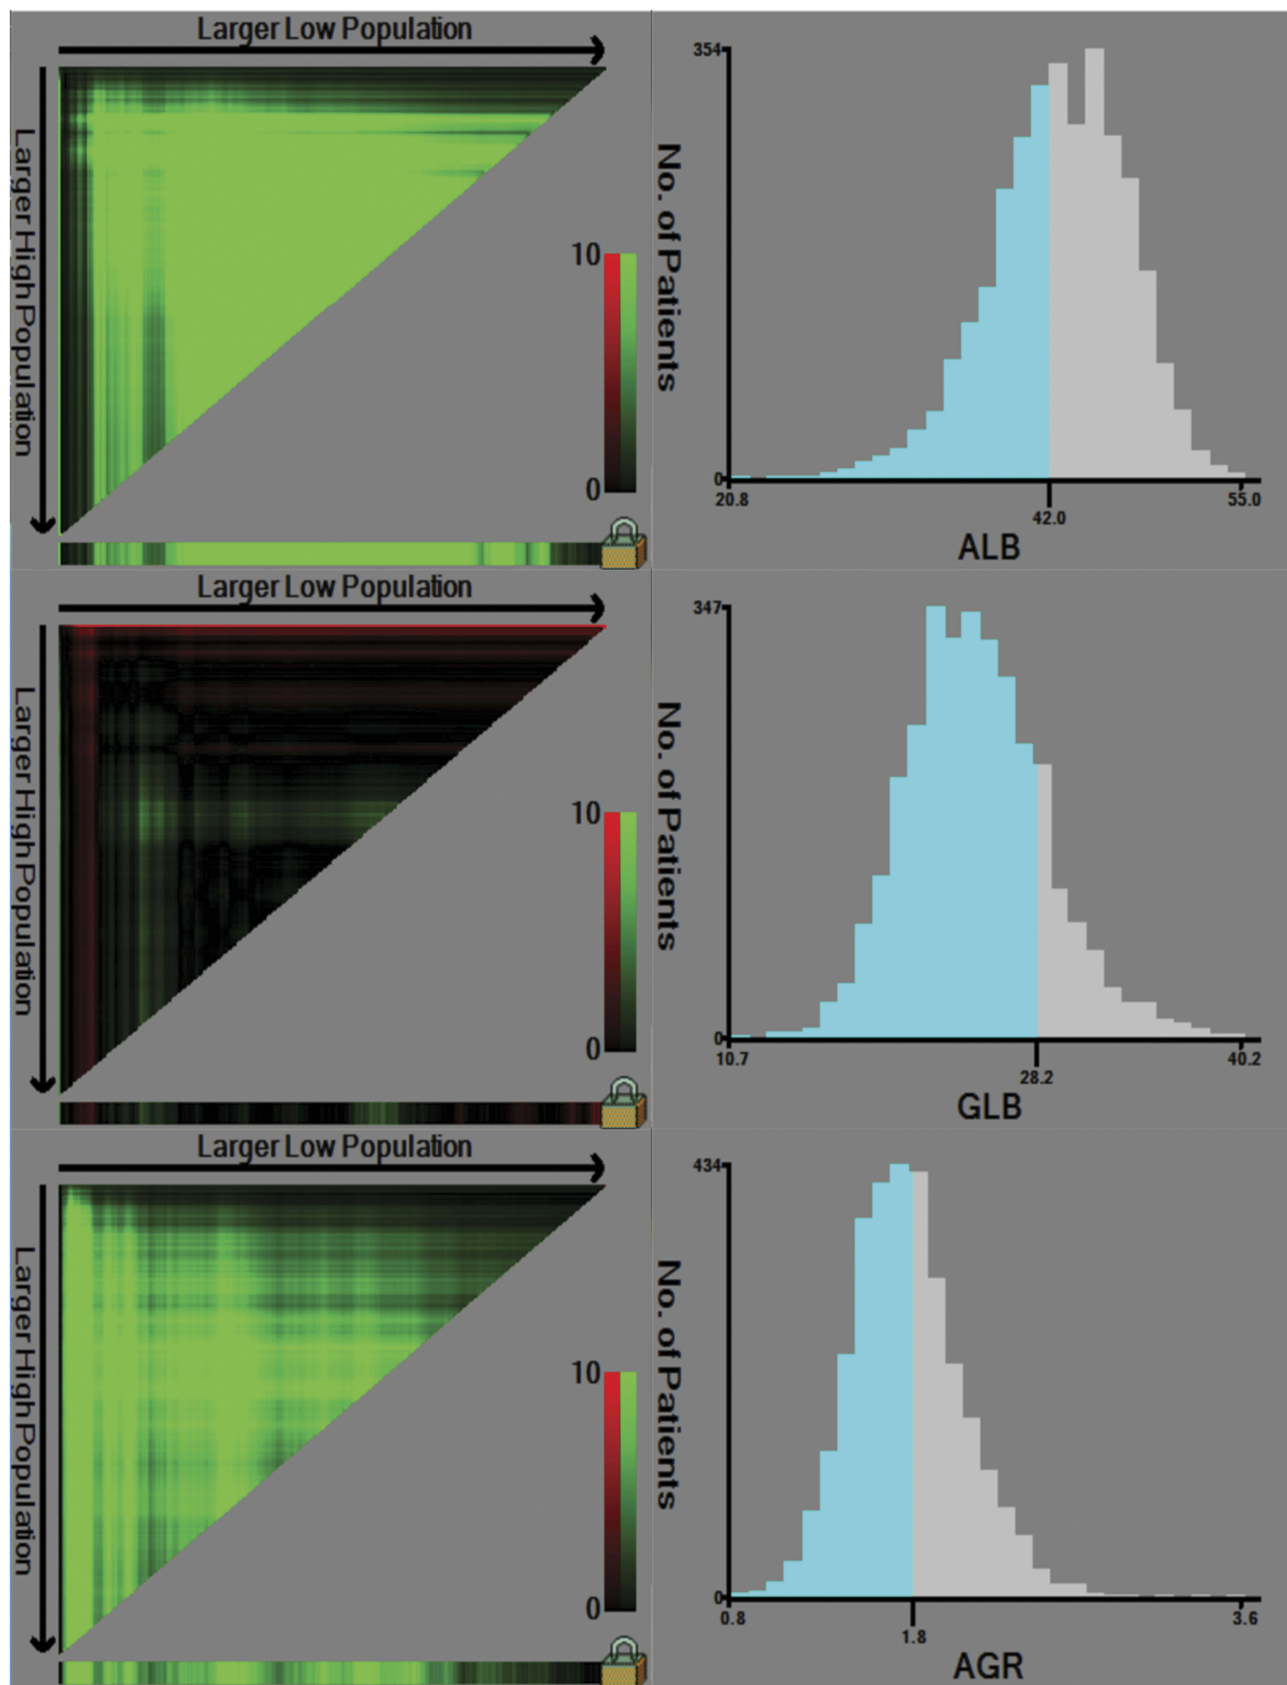 Larger Low Population
Larger High Population
10
0
354
No. of Patients
0
20.8
42.0
55.0
ALB
Larger Low Population
Larger High Population
10
0
347
No. of Patients
0
10.7
28.2
40.2
GLB
Larger Low Population
Larger High Population
10
0
434
No. of Patients
0
0.8
1.8
3.6
AGR